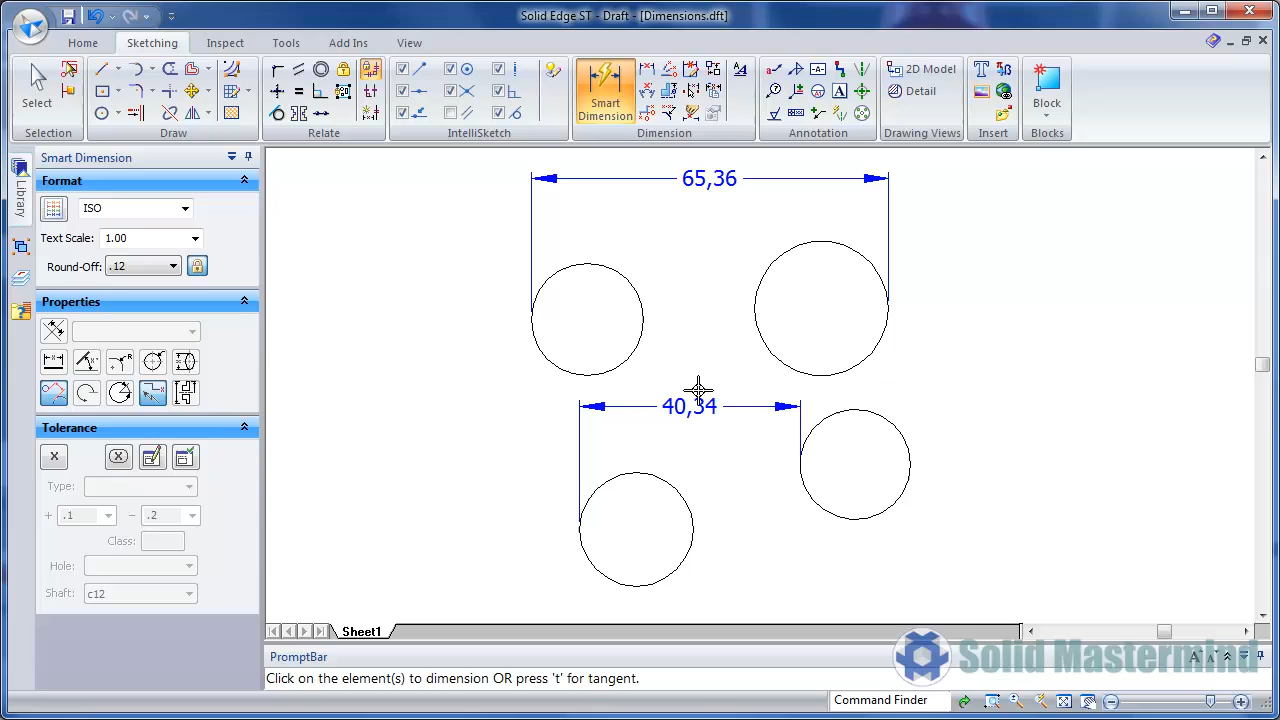 Solid Edge ST - Draft - [Dimensions.dft]
Home Sketching Inspect Tools Add Ins View
Select
Smart
Dimension
2D Model
Detail
Block
Selection Draw Relate IntelliSketch Dimension Annotation Drawing Views Insert Blocks
Library
Smart Dimension
Format
ISO
Text Scale: 1.00
Round-Off: .12
Properties
Tolerance
Type:
+ .1 - .2
Class:
Hole:
Shaft: c12
65,36
40,34
Sheet1
PromptBar
Click on the element(s) to dimension OR press 't' for tangent.
Solid Mastermind
Command Finder